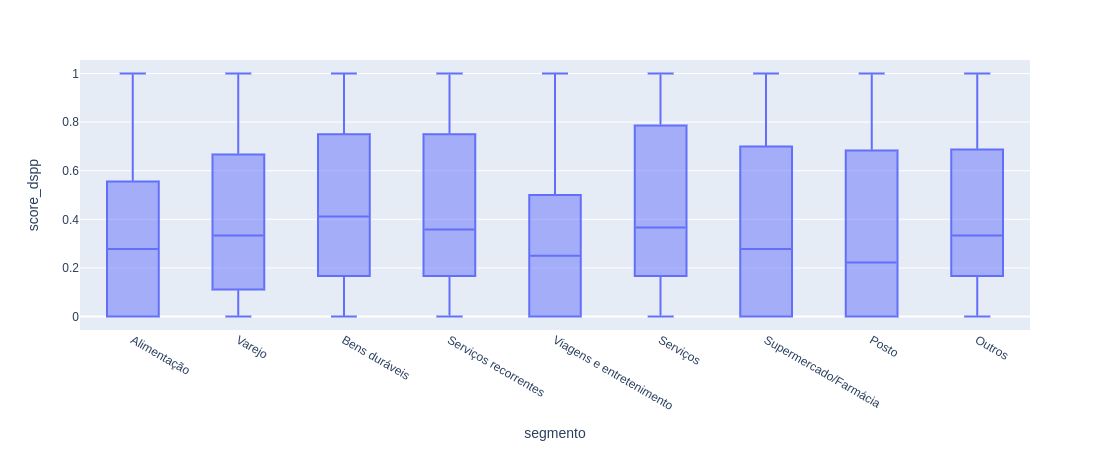 score_dspp
1
0.8
0.6
0.4
0.2
0
Alimentação
Varejo
Bens duráveis
Serviços recorrentes
Viagens e entretenimento
Serviços
Supermercado/Farmácia
Posto
Outros
segmento